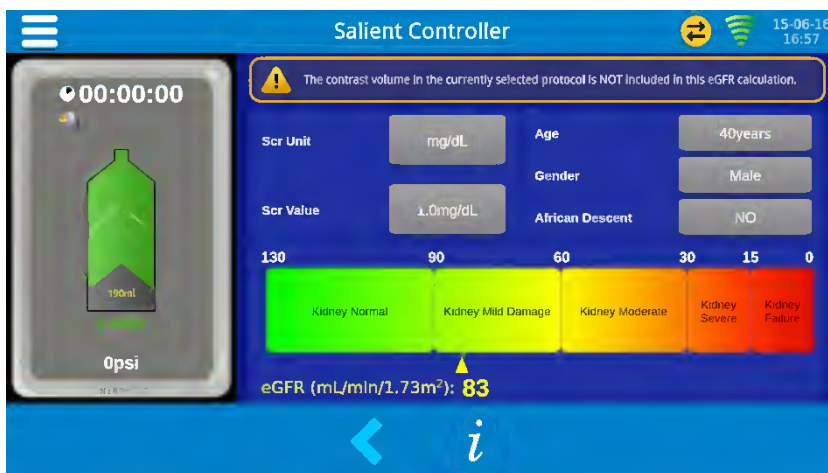 Salient Controller
15-06-16
16:57
00:00:00
190ml
0psi
The contrast volume in the currently selected protocol is NOT included in this eGFR calculation.
Scr Unit
mg/dL
Age
40years
Gender
Male
Scr Value
1.0mg/dL
African Descent
NO
130 90 60 30 15 0
Kidney Normal
Kidney Mild Damage
Kidney Moderate
Kidney Severe
Kidney Failure
eGFR (mL/min/1.73m²): 83
i